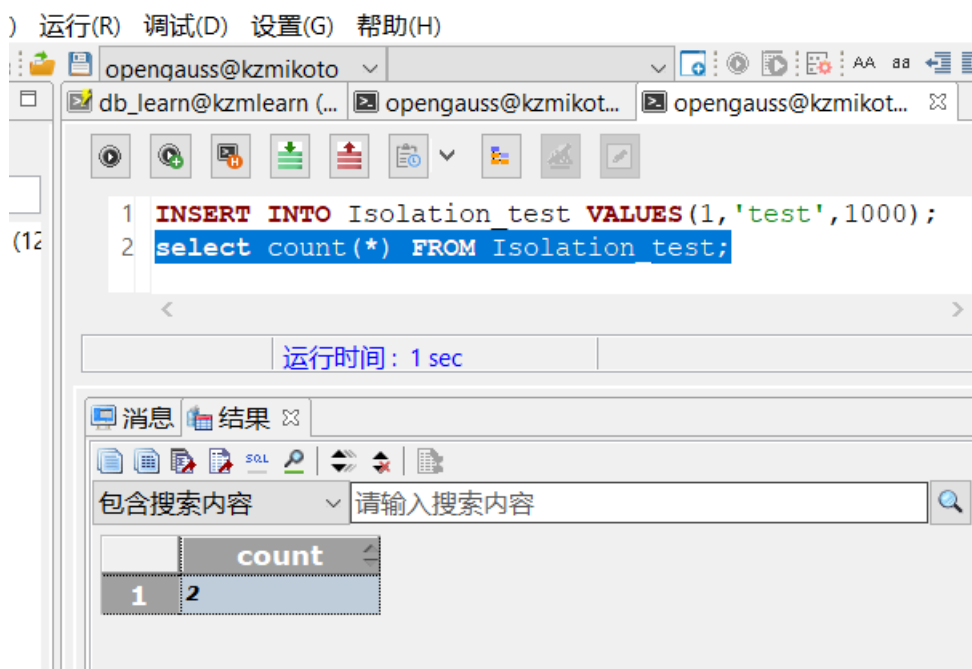 ) 运行(R) 调试(D) 设置(G) 帮助(H)
opengauss@kzmikoto
AA aa
db_learn@kzmlearn (... opengauss@kzmikot... opengauss@kzmikot...
1 INSERT INTO Isolation_test VALUES(1,'test',1000);
(12
2 select count(*) FROM Isolation_test;
运行时间 : 1 sec
消息 结果
SQL
包含搜索内容 请输入搜索内容
count
1 2